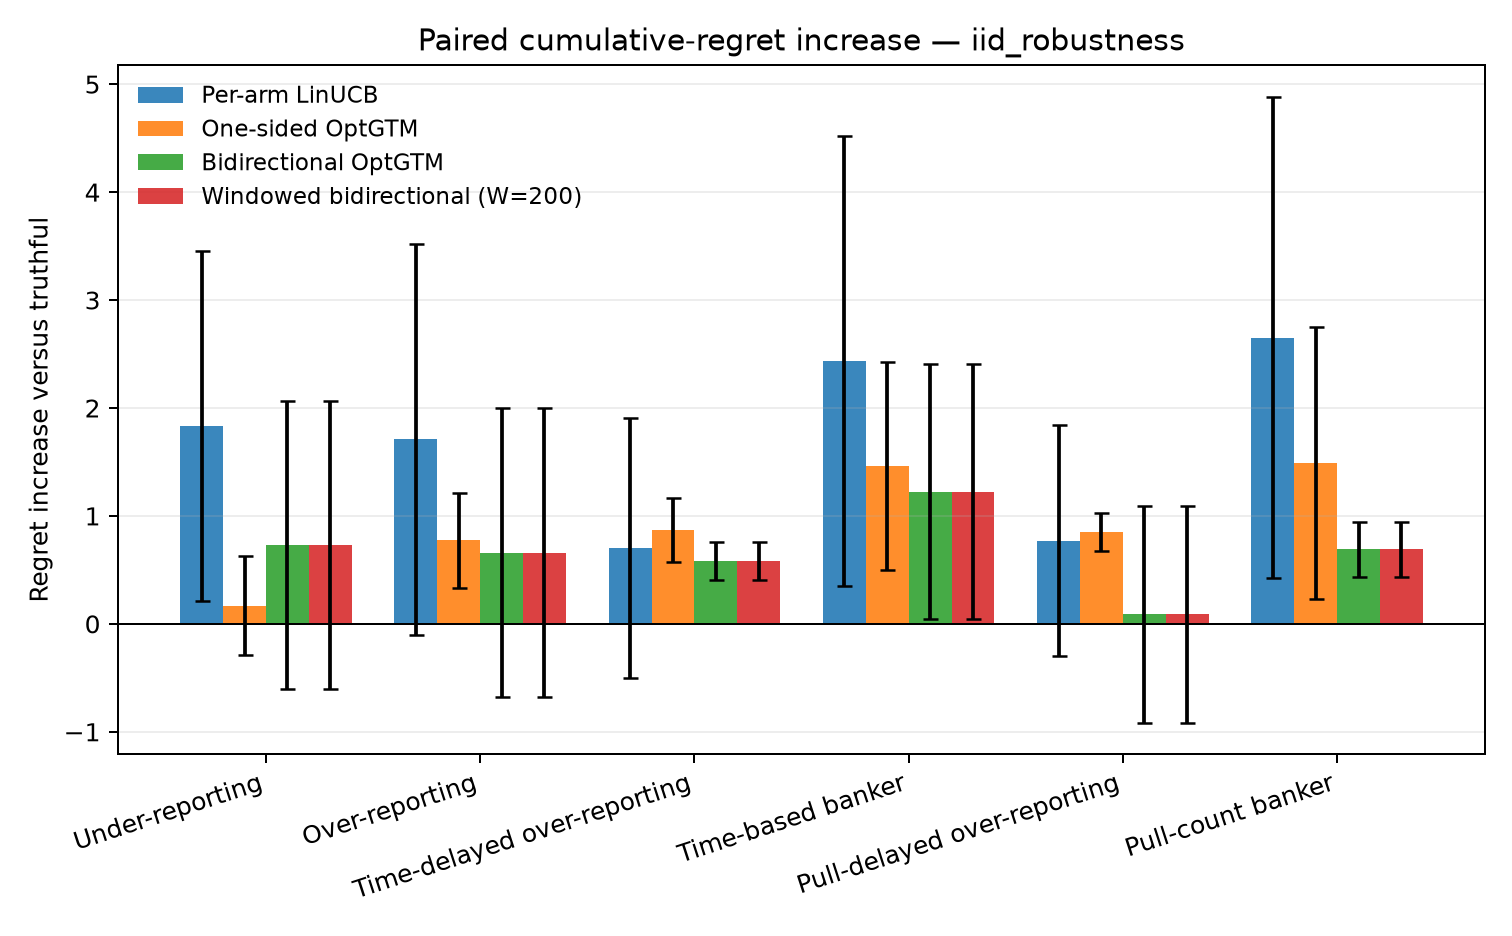 Paired cumulative-regret increase — iid_robustness
Regret increase versus truthful
5
4
3
2
1
0
−1
Per-arm LinUCB
One-sided OptGTM
Bidirectional OptGTM
Windowed bidirectional (W=200)
Under-reporting
Over-reporting
Time-delayed over-reporting
Time-based banker
Pull-delayed over-reporting
Pull-count banker